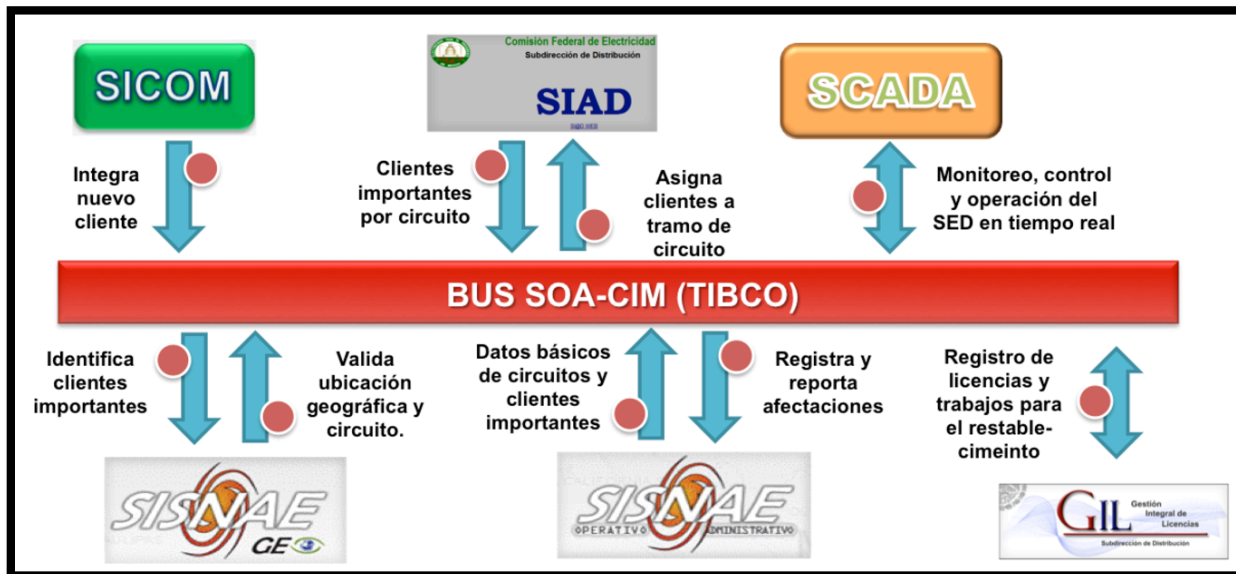 SICOM
Comisión Federal de Electricidad
Subdirección de Distribución
SIAD
SCADA
Integra
nuevo
cliente
Clientes
importantes
por circuito
Asigna
clientes a
tramo de
circuito
Monitoreo, control
y operación del
SED en tiempo real
BUS SOA-CIM (TIBCO)
Identifica
clientes
importantes
Valida
ubicación
geográfica y
circuito.
Datos básicos
de circuitos y
clientes
importantes
Registra y
reporta
afectaciones
Registro de
licencias y
trabajos para
el restable-
cimeinto
SISNAE
GEO
SISNAE
OPERATIVO ADMINISTRATIVO
GIL
Gestión
Integral de
Licencias
Subdirección de Distribución